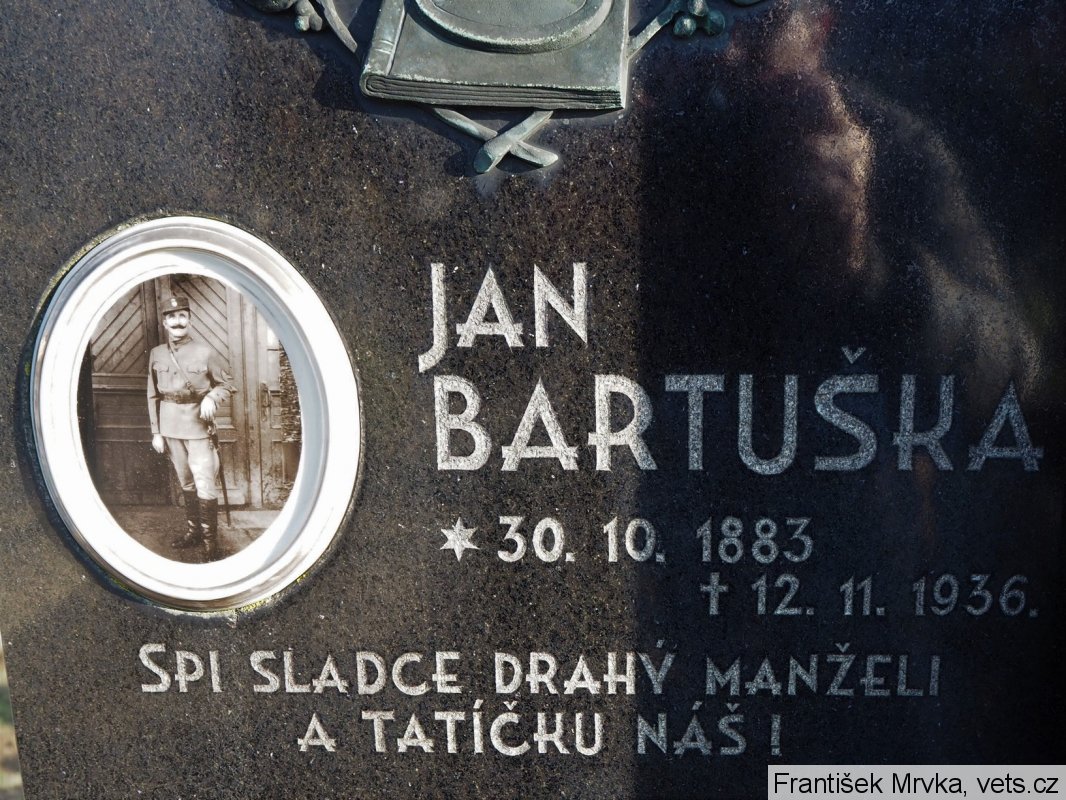 JAN
BARTUŠKA
* 30. 10. 1883
† 12. 11. 1936.
SPI SLADCE DRAHÝ MANŽELI
A TATÍČKU NÁŠ!
František Mrvka, vets.cz